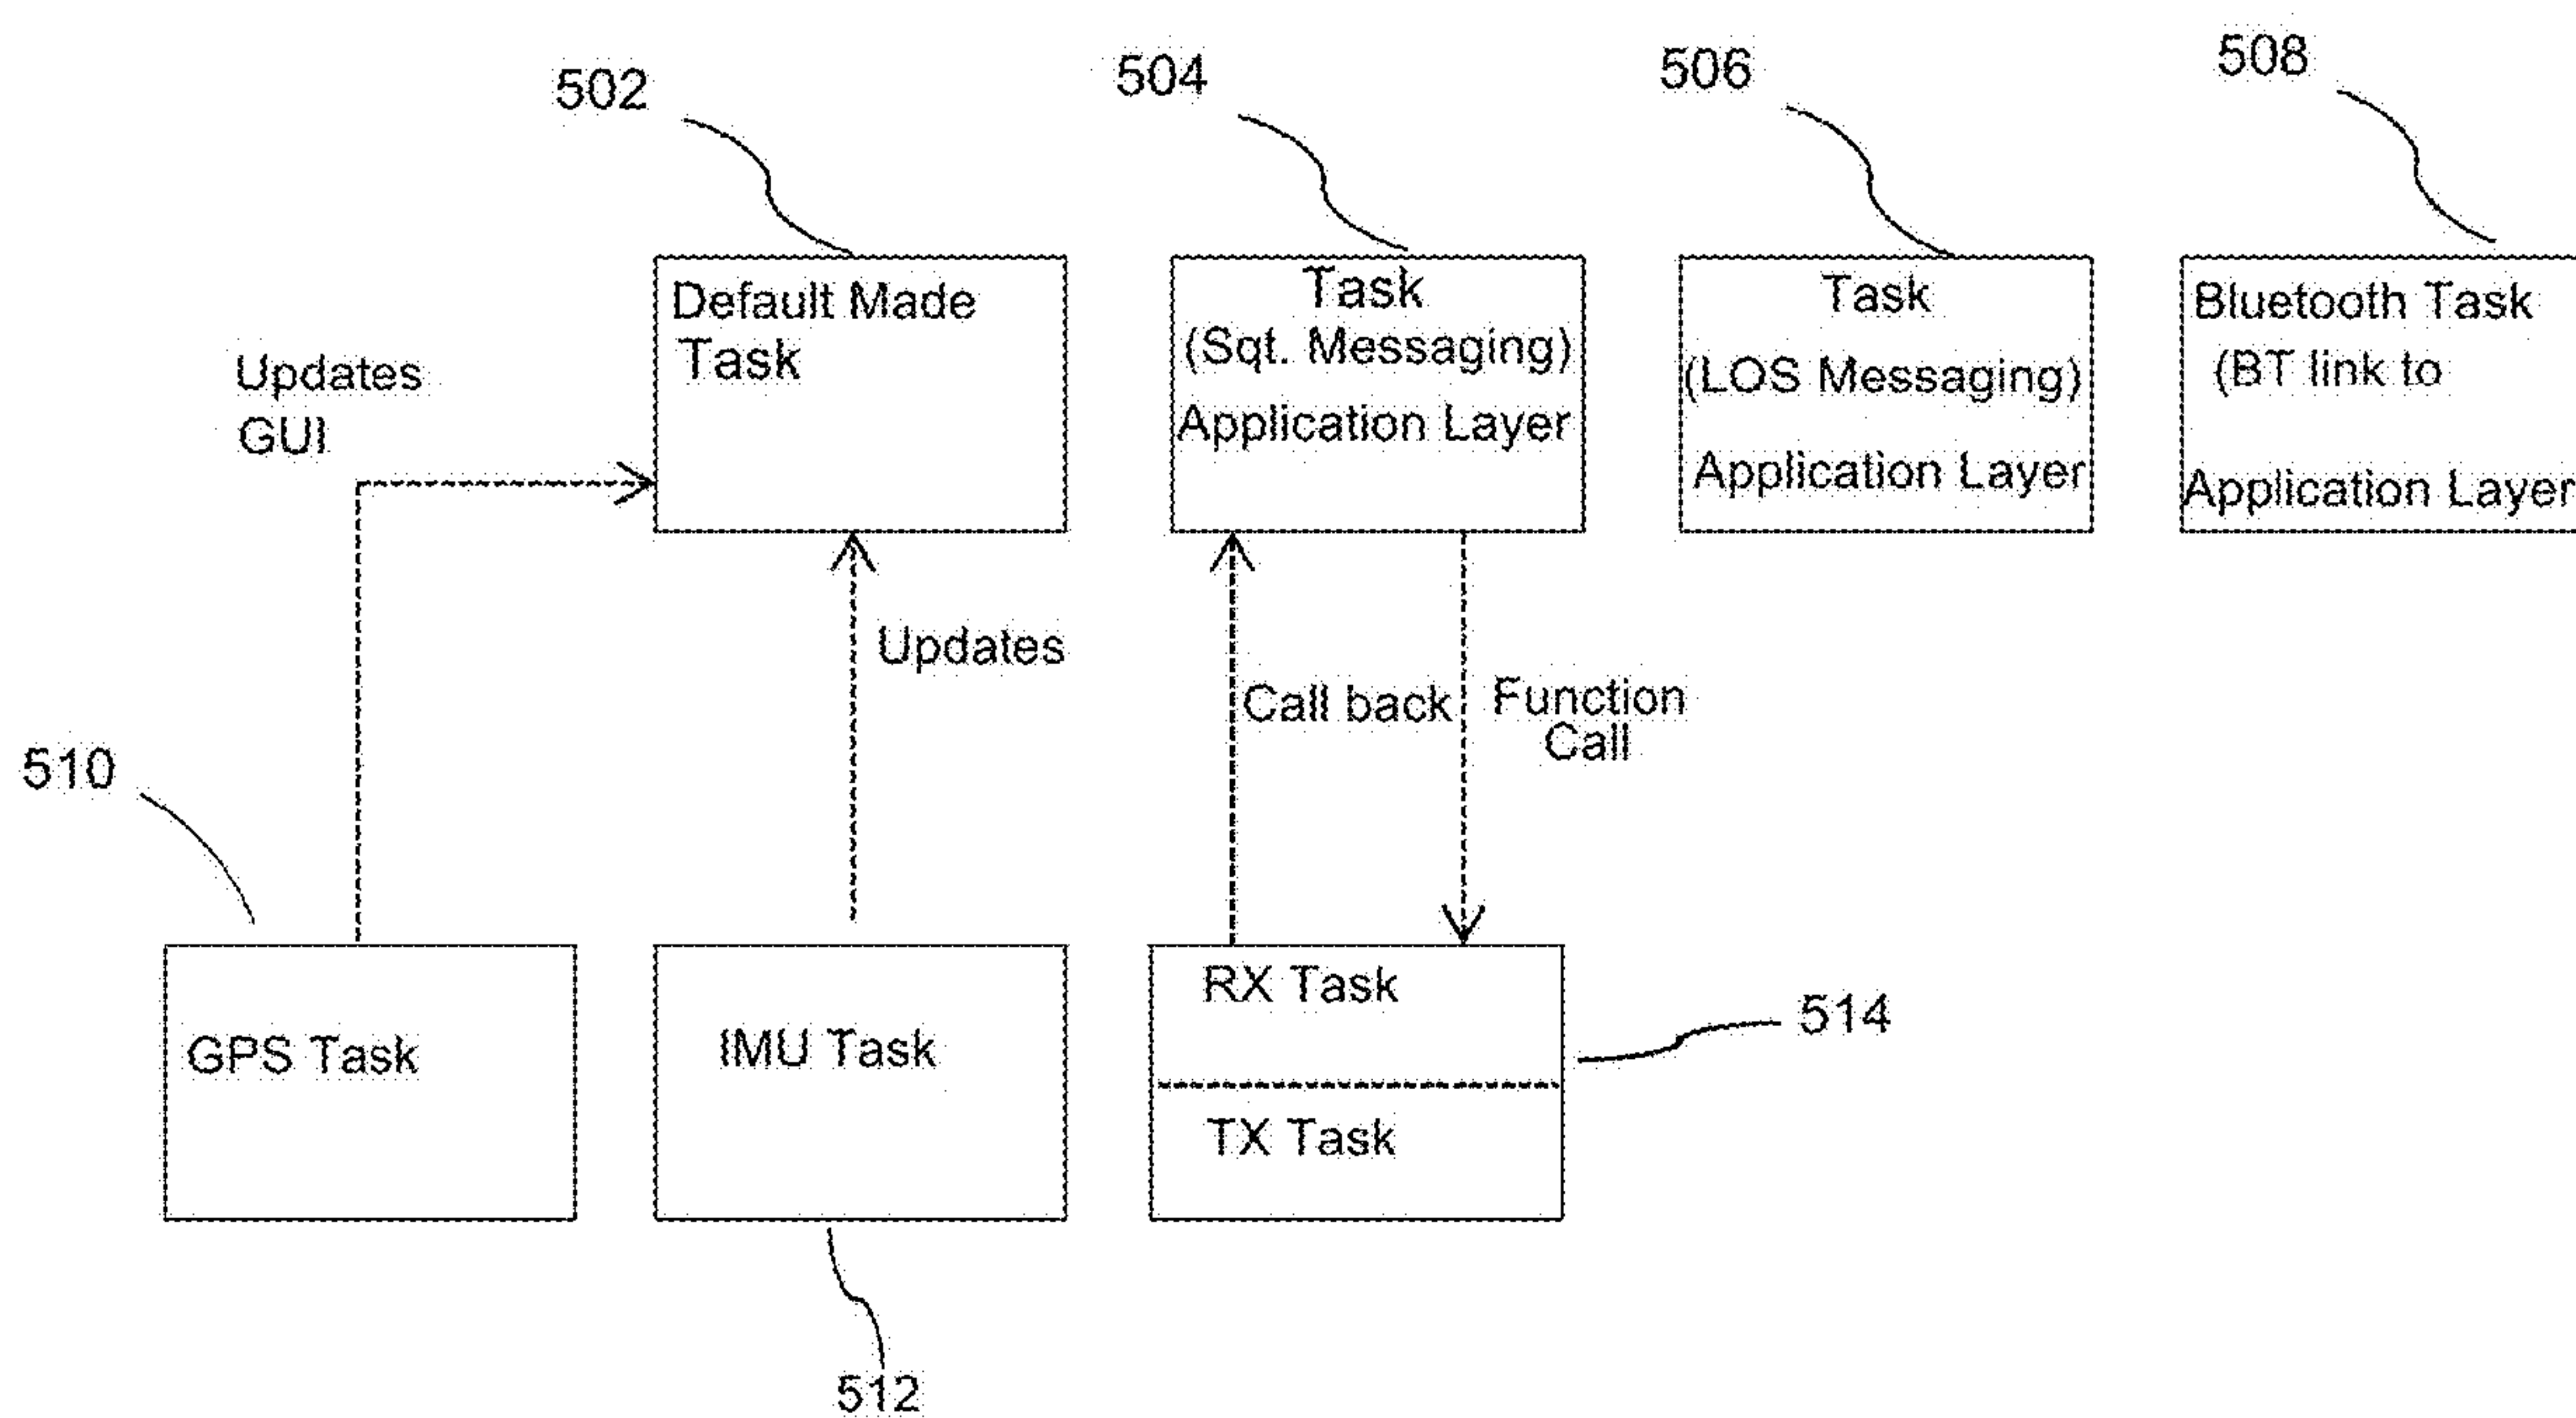 502
504
506
508
Default Made
Task
Task
(Sqt. Messaging)
Application Layer
Task
(LOS Messaging)
Application Layer
Bluetooth Task
(BT link to
Application Layer
Updates
GUI
Updates
Call back
Function
Call
510
GPS Task
IMU Task
RX Task
TX Task
514
512